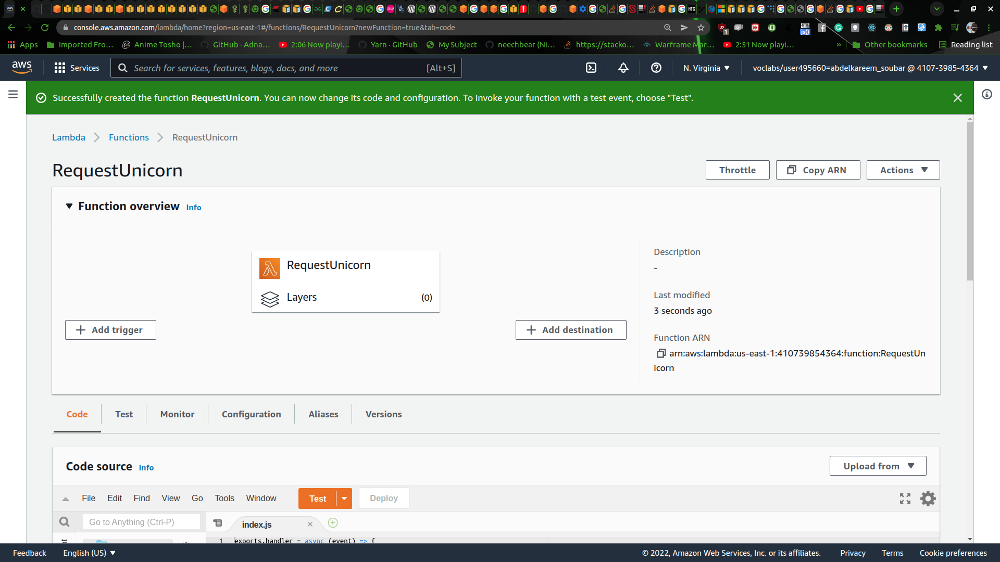 console.aws.amazon.com/lambda/home?region=us-east-1#/functions/RequestUnicorn?newFunction=true&tab=code
Apps
Imported Fro...
Anime Tosho |...
GitHub - Adna...
2:06 Now playi...
Yarn · GitHub
My Subject
neechbear (Ni...
https://stacko...
Warframe Mar...
2:51 Now playi...
»
Other bookmarks
Reading list
aws
Services
Search for services, features, blogs, docs, and more
[Alt+S]
N. Virginia
voclabs/user495660=abdelkareem_soubar @ 4107-3985-4364
Successfully created the function RequestUnicorn. You can now change its code and configuration. To invoke your function with a test event, choose "Test".
Lambda
Functions
RequestUnicorn
RequestUnicorn
Throttle
Copy ARN
Actions
Function overview
Info
RequestUnicorn
Layers
(0)
Add trigger
Add destination
Description
-
Last modified
3 seconds ago
Function ARN
arn:aws:lambda:us-east-1:410739854364:function:RequestUn
icorn
Code
Test
Monitor
Configuration
Aliases
Versions
Code source
Info
Upload from
File
Edit
Find
View
Go
Tools
Window
Test
Deploy
Go to Anything (Ctrl-P)
index.js
1
exports.handler = async (event) => {
Feedback
English (US)
© 2022, Amazon Web Services, Inc. or its affiliates.
Privacy
Terms
Cookie preferences